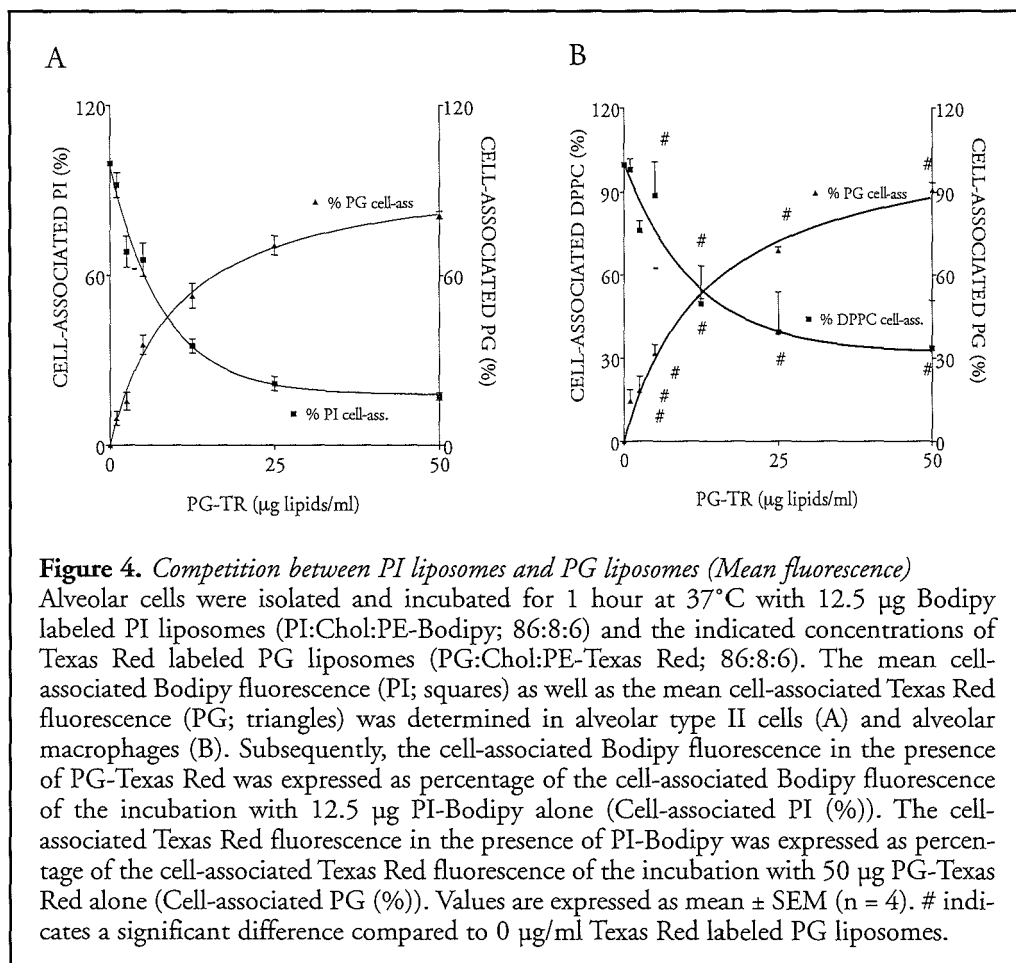 A
B
120
120
120
120
CELL-ASSOCIATED PI (%)
CELL-ASSOCIATED PG (%)
CELL-ASSOCIATED DPPC (%)
CELL-ASSOCIATED PG (%)
#
#
90
90
% PG cell-ass
% PG cell-ass
#
#
60
60
60
60
% DPPC cell-ass.
#
#
30
30
#
#
#
#
% PI cell-ass.
0
0
0
0
0
25
50
0
25
50
PG-TR (µg lipids/ml)
PG-TR (µg lipids/ml)
Figure 4. Competition between PI liposomes and PG liposomes (Mean fluorescence)
Alveolar cells were isolated and incubated for 1 hour at 37°C with 12.5 µg Bodipy
labeled PI liposomes (PI:Chol:PE-Bodipy; 86:8:6) and the indicated concentrations of
Texas Red labeled PG liposomes (PG:Chol:PE-Texas Red; 86:8:6). The mean cell-
associated Bodipy fluorescence (PI; squares) as well as the mean cell-associated Texas Red
fluorescence (PG; triangles) was determined in alveolar type II cells (A) and alveolar
macrophages (B). Subsequently, the cell-associated Bodipy fluorescence in the presence
of PG-Texas Red was expressed as percentage of the cell-associated Bodipy fluorescence
of the incubation with 12.5 µg PI-Bodipy alone (Cell-associated PI (%)). The cell-
associated Texas Red fluorescence in the presence of PI-Bodipy was expressed as percen-
tage of the cell-associated Texas Red fluorescence of the incubation with 50 µg PG-Texas
Red alone (Cell-associated PG (%)). Values are expressed as mean ± SEM (n = 4). # indi-
cates a significant difference compared to 0 µg/ml Texas Red labeled PG liposomes.